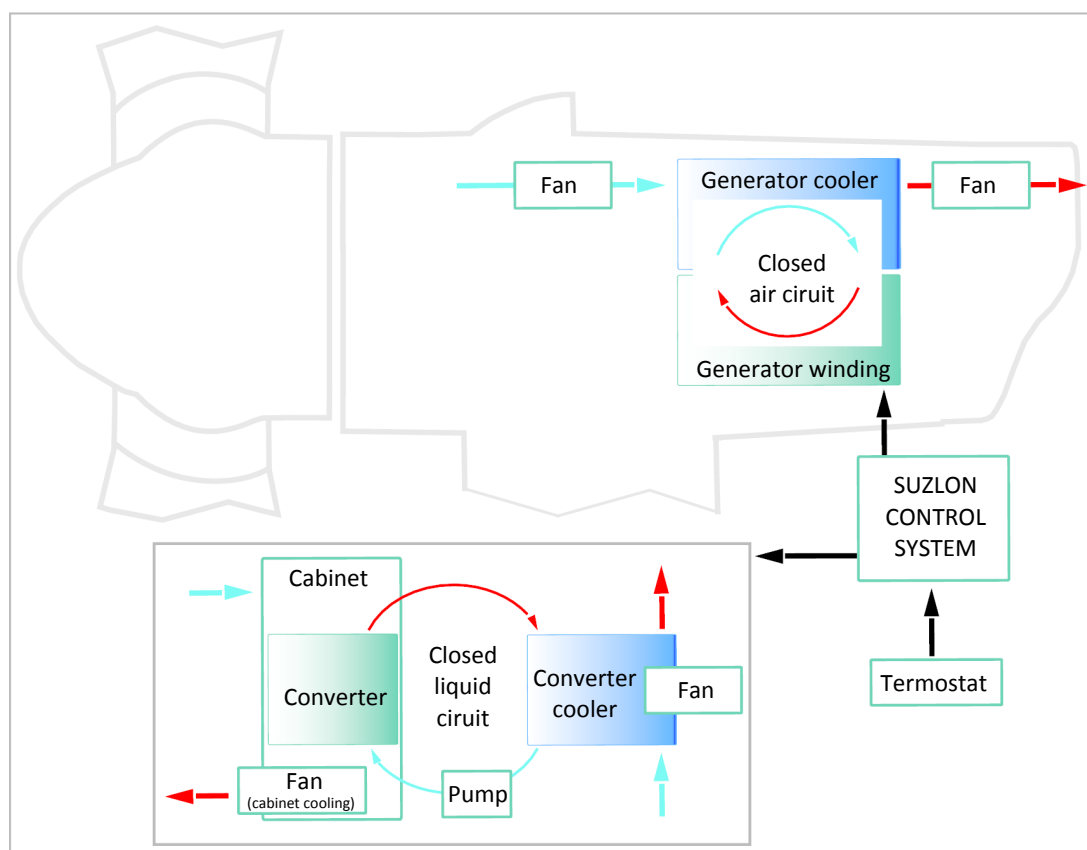 Fan
Generator cooler
Fan
Closed
air ciruit
Generator winding
SUZLON
CONTROL
SYSTEM
Termostat
Cabinet
Converter
Closed
liquid
ciruit
Converter
cooler
Fan
Fan
(cabinet cooling)
Pump